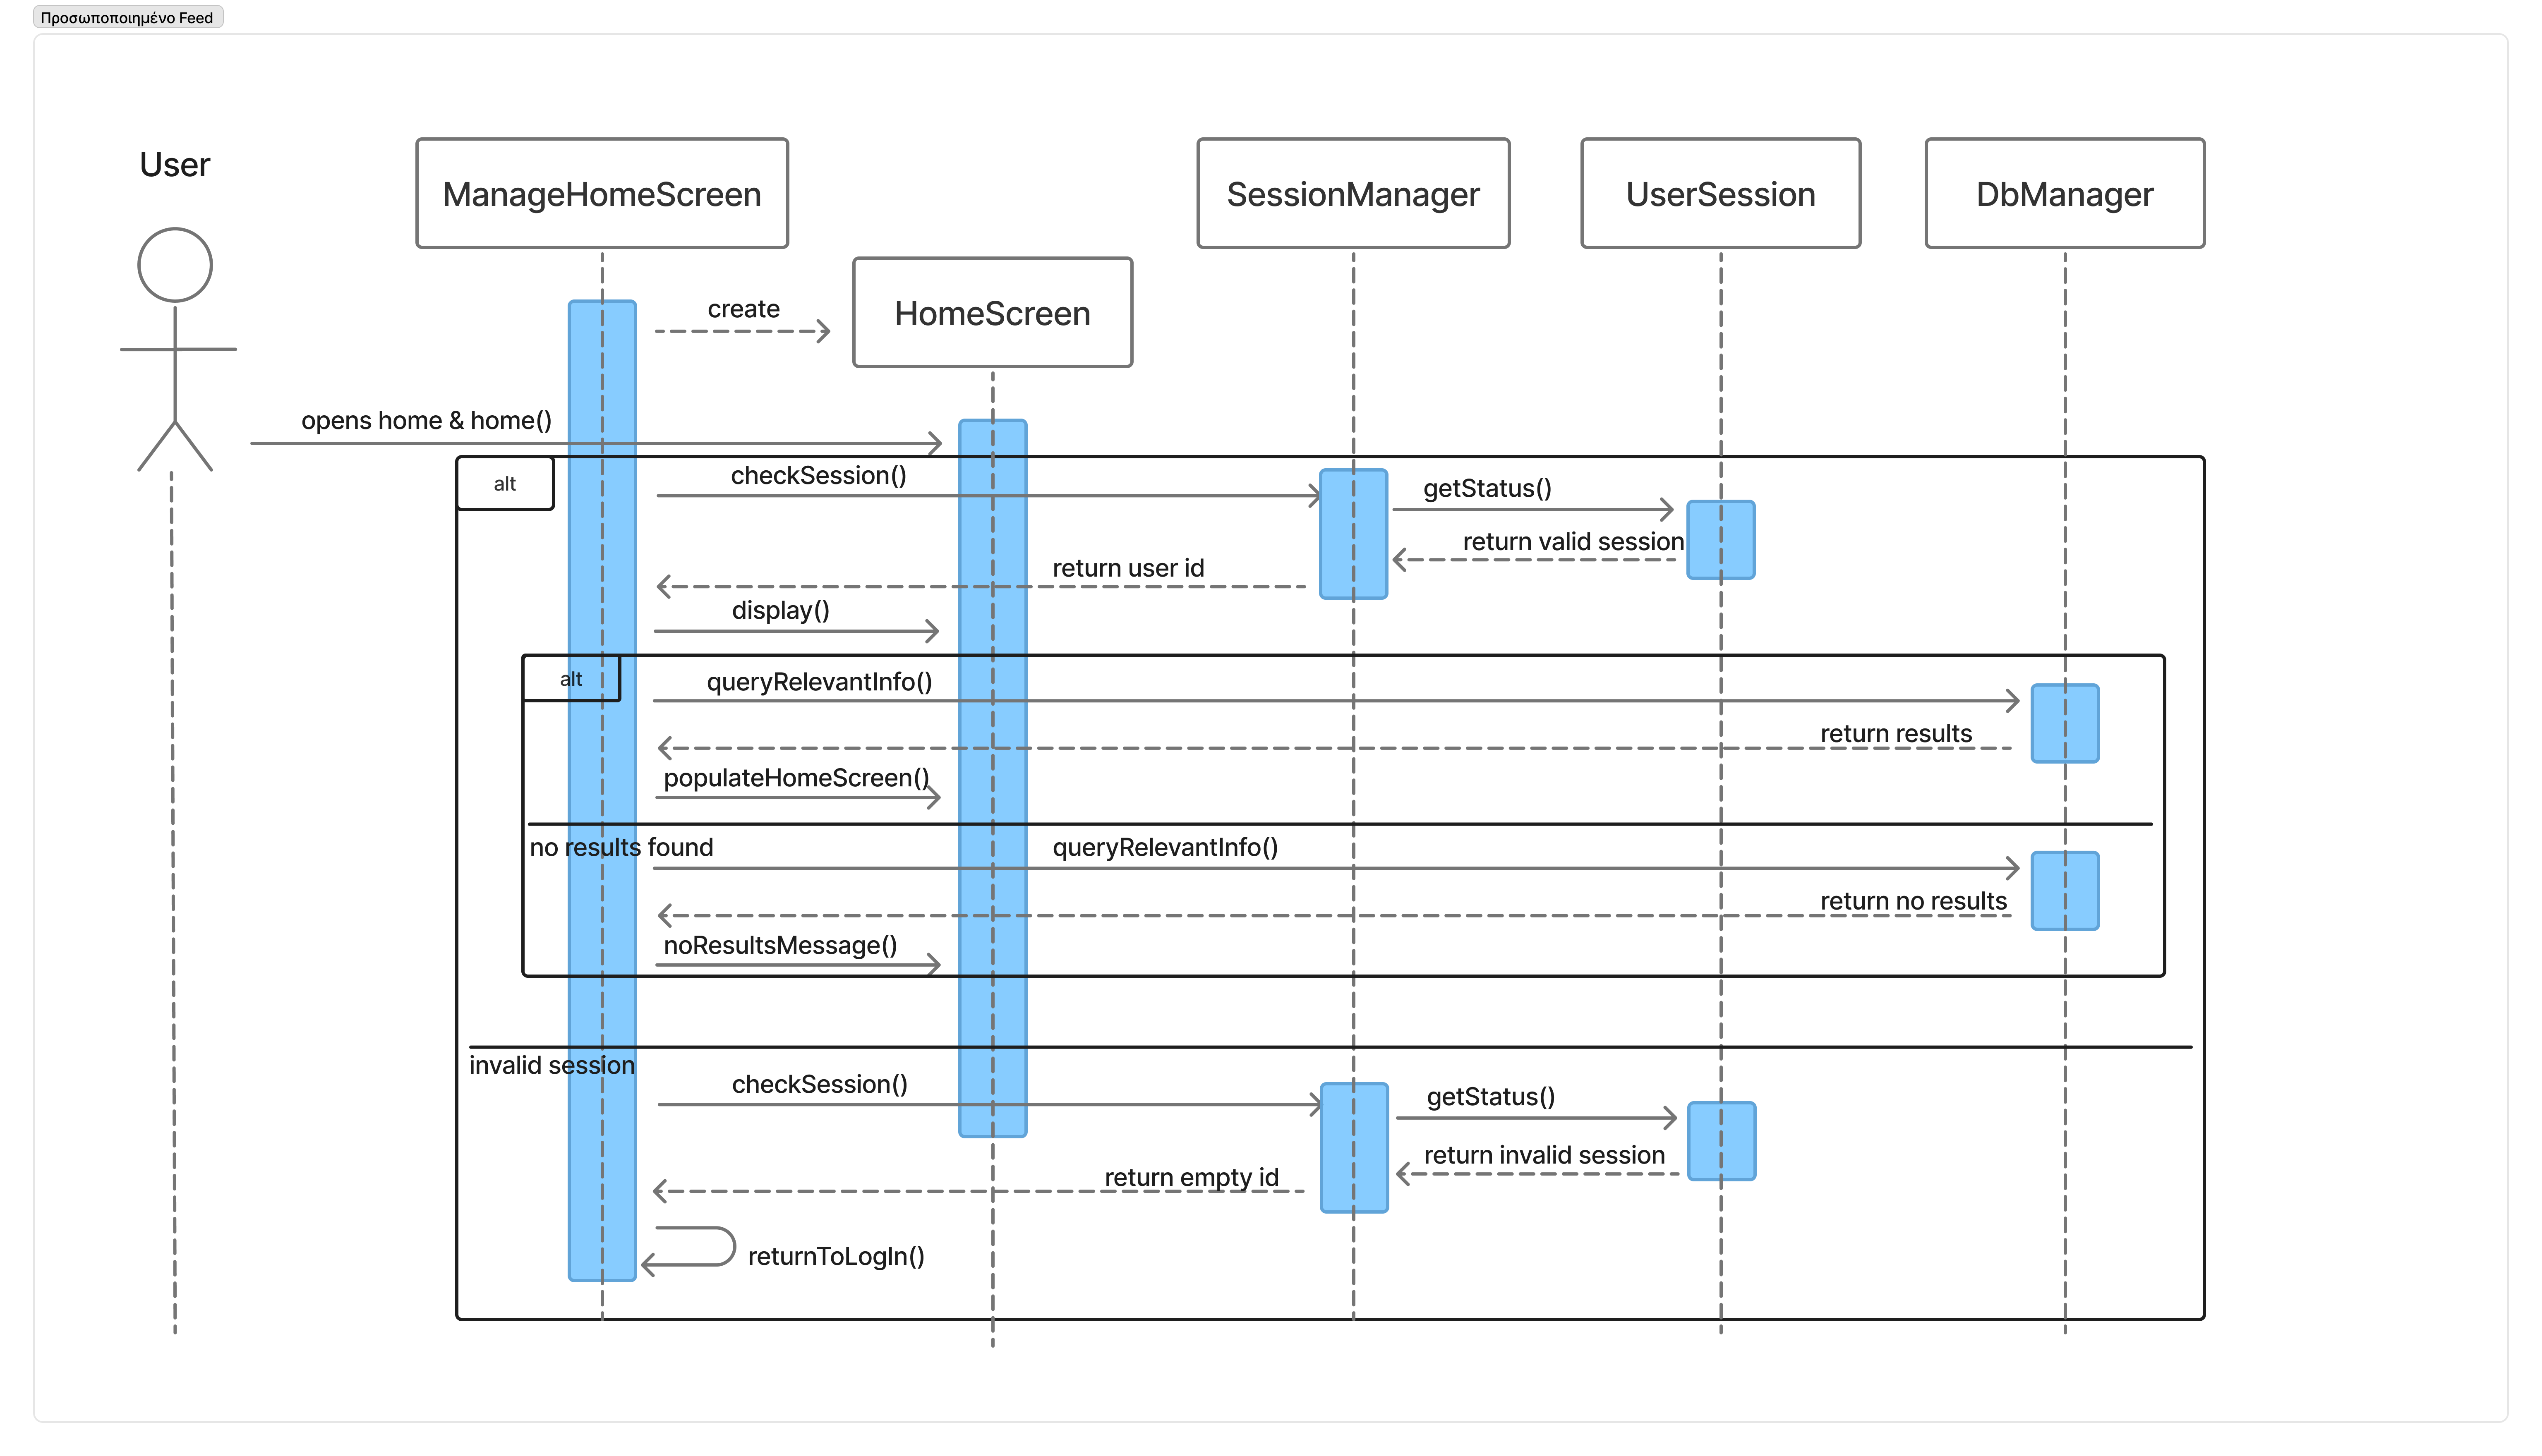 Προσωποποιημένο Feed
User
ManageHomeScreen
SessionManager
UserSession
DbManager
HomeScreen
create
opens home & home()
alt
checkSession()
getStatus()
return valid session
return user id
display()
alt
queryRelevantInfo()
return results
populateHomeScreen()
no results found
queryRelevantInfo()
return no results
noResultsMessage()
invalid session
checkSession()
getStatus()
return invalid session
return empty id
returnToLogIn()